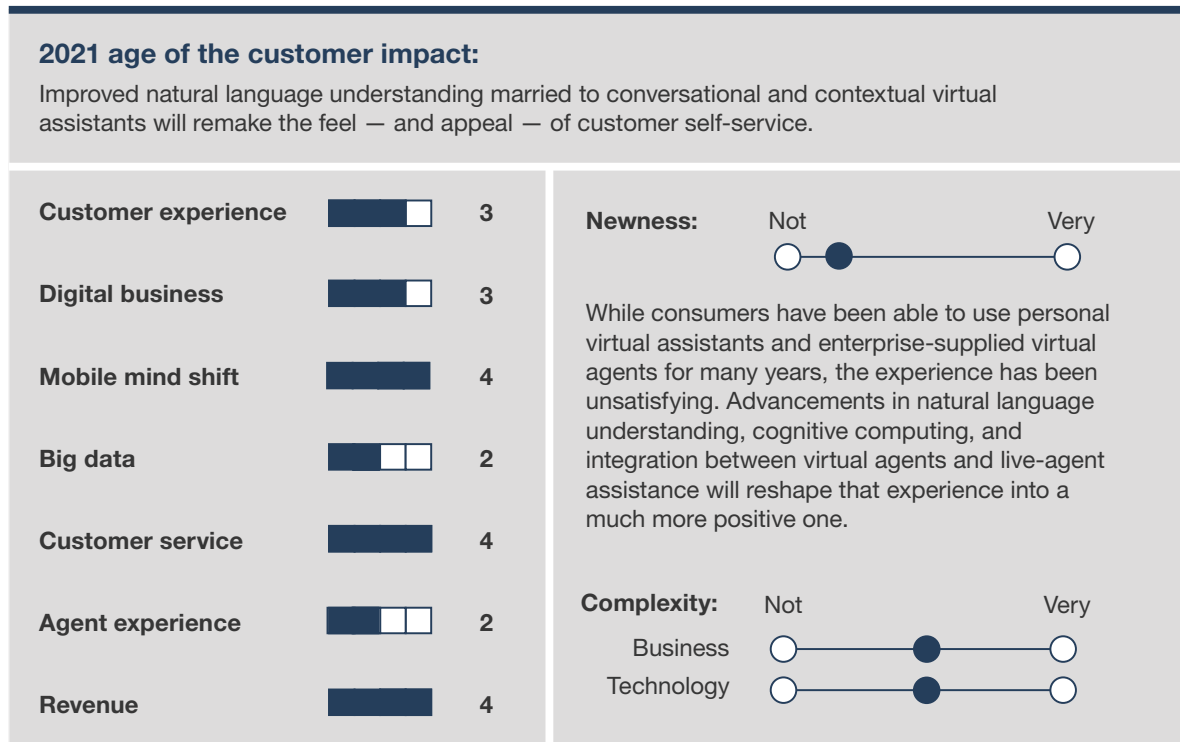 2021 age of the customer impact:
Improved natural language understanding married to conversational and contextual virtual
assistants will remake the feel — and appeal — of customer self-service.
Customer experience 3
Digital business 3
Mobile mind shift 4
Big data 2
Customer service 4
Agent experience 2
Revenue 4
Newness: Not Very
While consumers have been able to use personal
virtual assistants and enterprise-supplied virtual
agents for many years, the experience has been
unsatisfying. Advancements in natural language
understanding, cognitive computing, and
integration between virtual agents and live-agent
assistance will reshape that experience into a
much more positive one.
Complexity: Not Very
Business
Technology